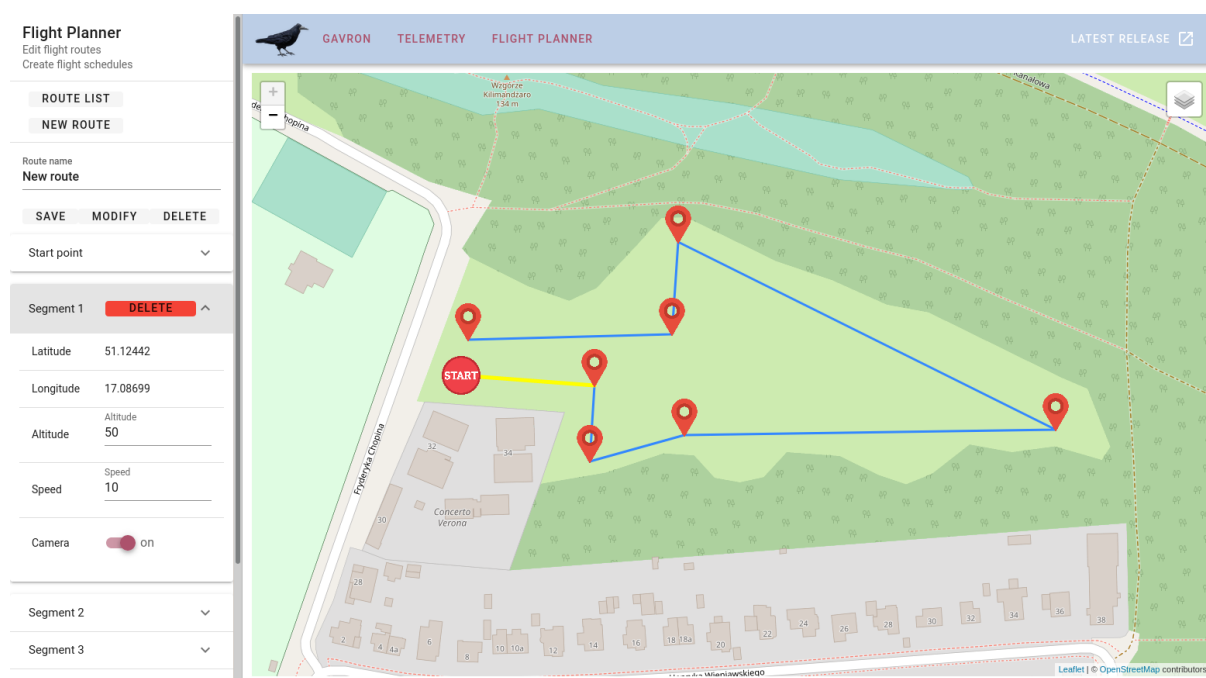 Flight Planner
Edit flight routes
Create flight schedules
ROUTE LIST
NEW ROUTE
Route name
New route
SAVE MODIFY DELETE
Start point
Segment 1 DELETE
Latitude 51.12442
Longitude 17.08699
Altitude
Altitude 50
Speed
Speed 10
Camera on
Segment 2
Segment 3
GAVRON TELEMETRY FLIGHT PLANNER LATEST RELEASE
+
−
Wzgórze
Kilimandżaro
134 m
Kanałowa
START
Fryderyka Chopina
32
34
30
Concerto
Verona
28
2
4
4a
6
8
10
10a
12
14
16
18
18a
20
22
24
26
28
30
32
34
36
38
Leaflet | © OpenStreetMap contributors